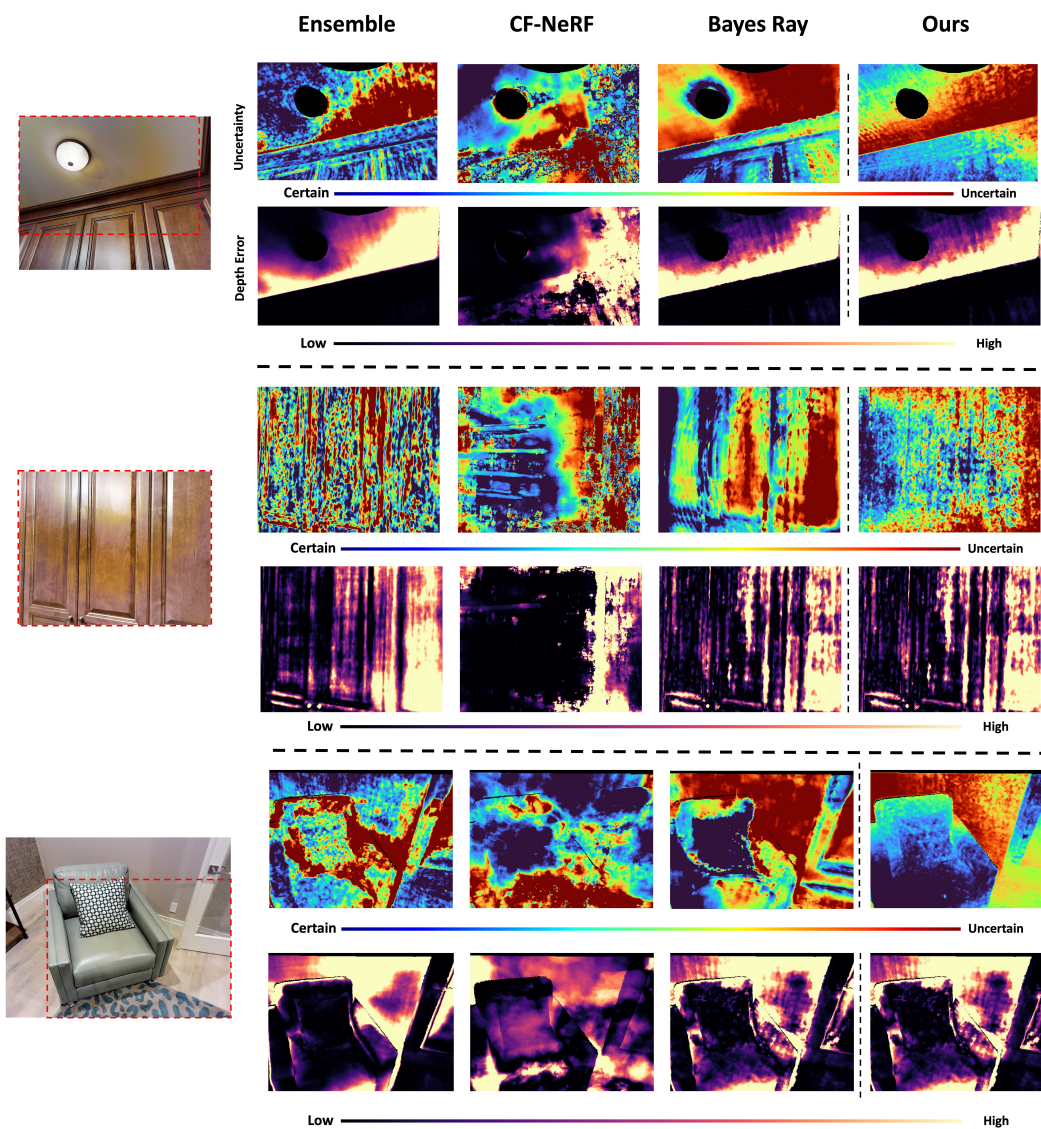 Ensemble CF-NeRF Bayes Ray Ours
Uncertainty
Certain Uncertain
Depth Error
Low High
Certain Uncertain
Low High
Certain Uncertain
Low High